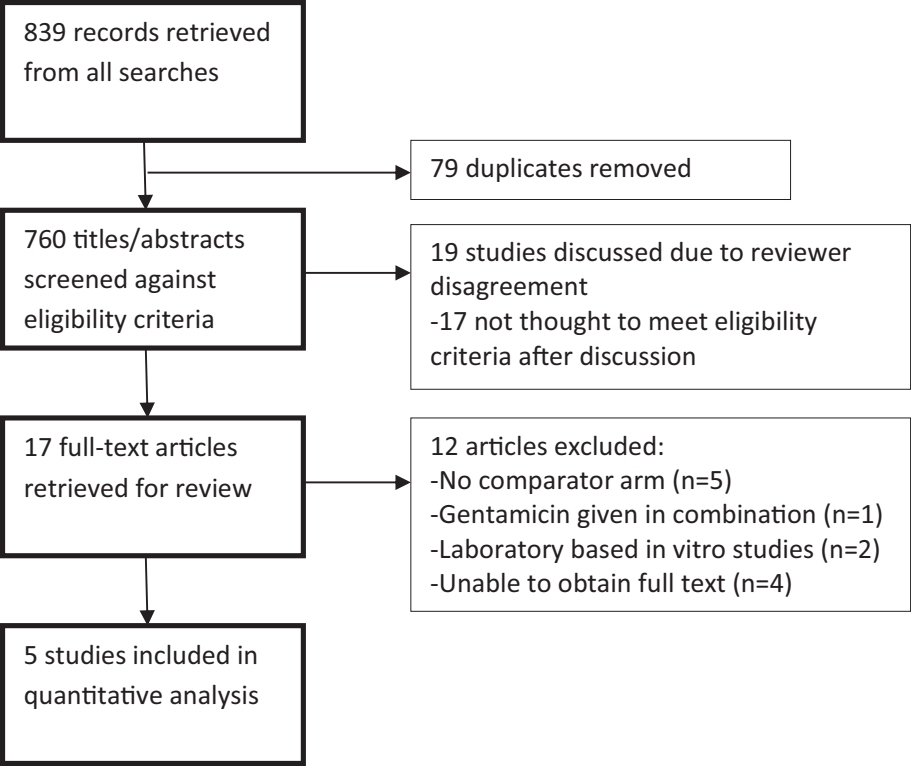 839 records retrieved
from all searches
79 duplicates removed
760 titles/abstracts
screened against
eligibility criteria
19 studies discussed due to reviewer
disagreement
-17 not thought to meet eligibility
criteria after discussion
17 full-text articles
retrieved for review
12 articles excluded:
-No comparator arm (n=5)
-Gentamicin given in combination (n=1)
-Laboratory based in vitro studies (n=2)
-Unable to obtain full text (n=4)
5 studies included in
quantitative analysis